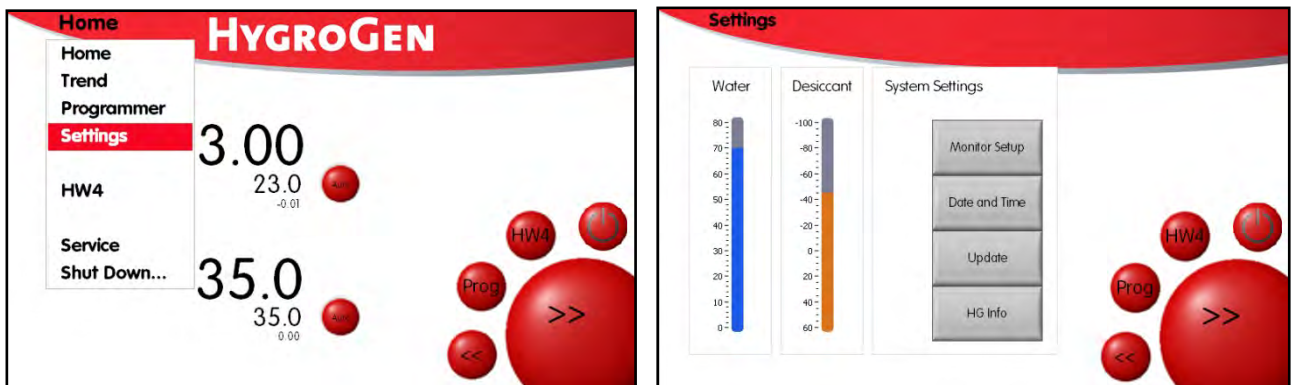 Home
HYGROGEN
Home
Trend
Programmer
Settings
HW4
Service
Shut Down...
3.00
23.0
-0.01
Auto
35.0
35.0
0.00
Auto
HW4
Prog
>>
<<
Settings
Water
Desiccant
System Settings
80
70
60
50
40
30
20
10
0
-100
-80
-60
-40
-20
0
20
40
60
Monitor Setup
Date and Time
Update
HG Info
HW4
Prog
>>
<<